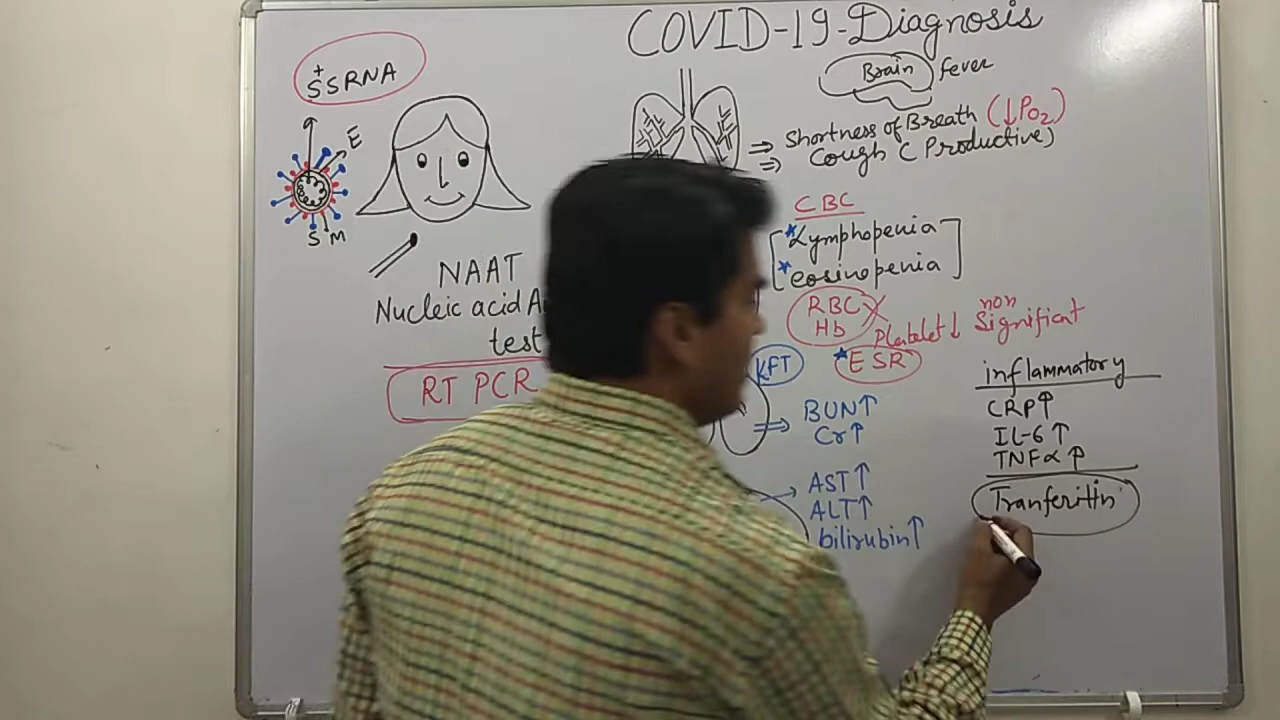 COVID-19-Diagnosis
+
SSRNA
E
S M
NAAT
Nucleic acid A
test
RT PCR
Brain fever
Shortness of Breath (↓PO2)
Cough ( Productive)
CBC
*Lymphopenia
*eosinopenia
RBC
Hb
Platelet↓ non Significant
KFT
*ESR
BUN↑
Cr↑
AST↑
ALT↑
bilirubin↑
inflammatory
CRP↑
IL-6↑
TNFα↑
Tranferittin